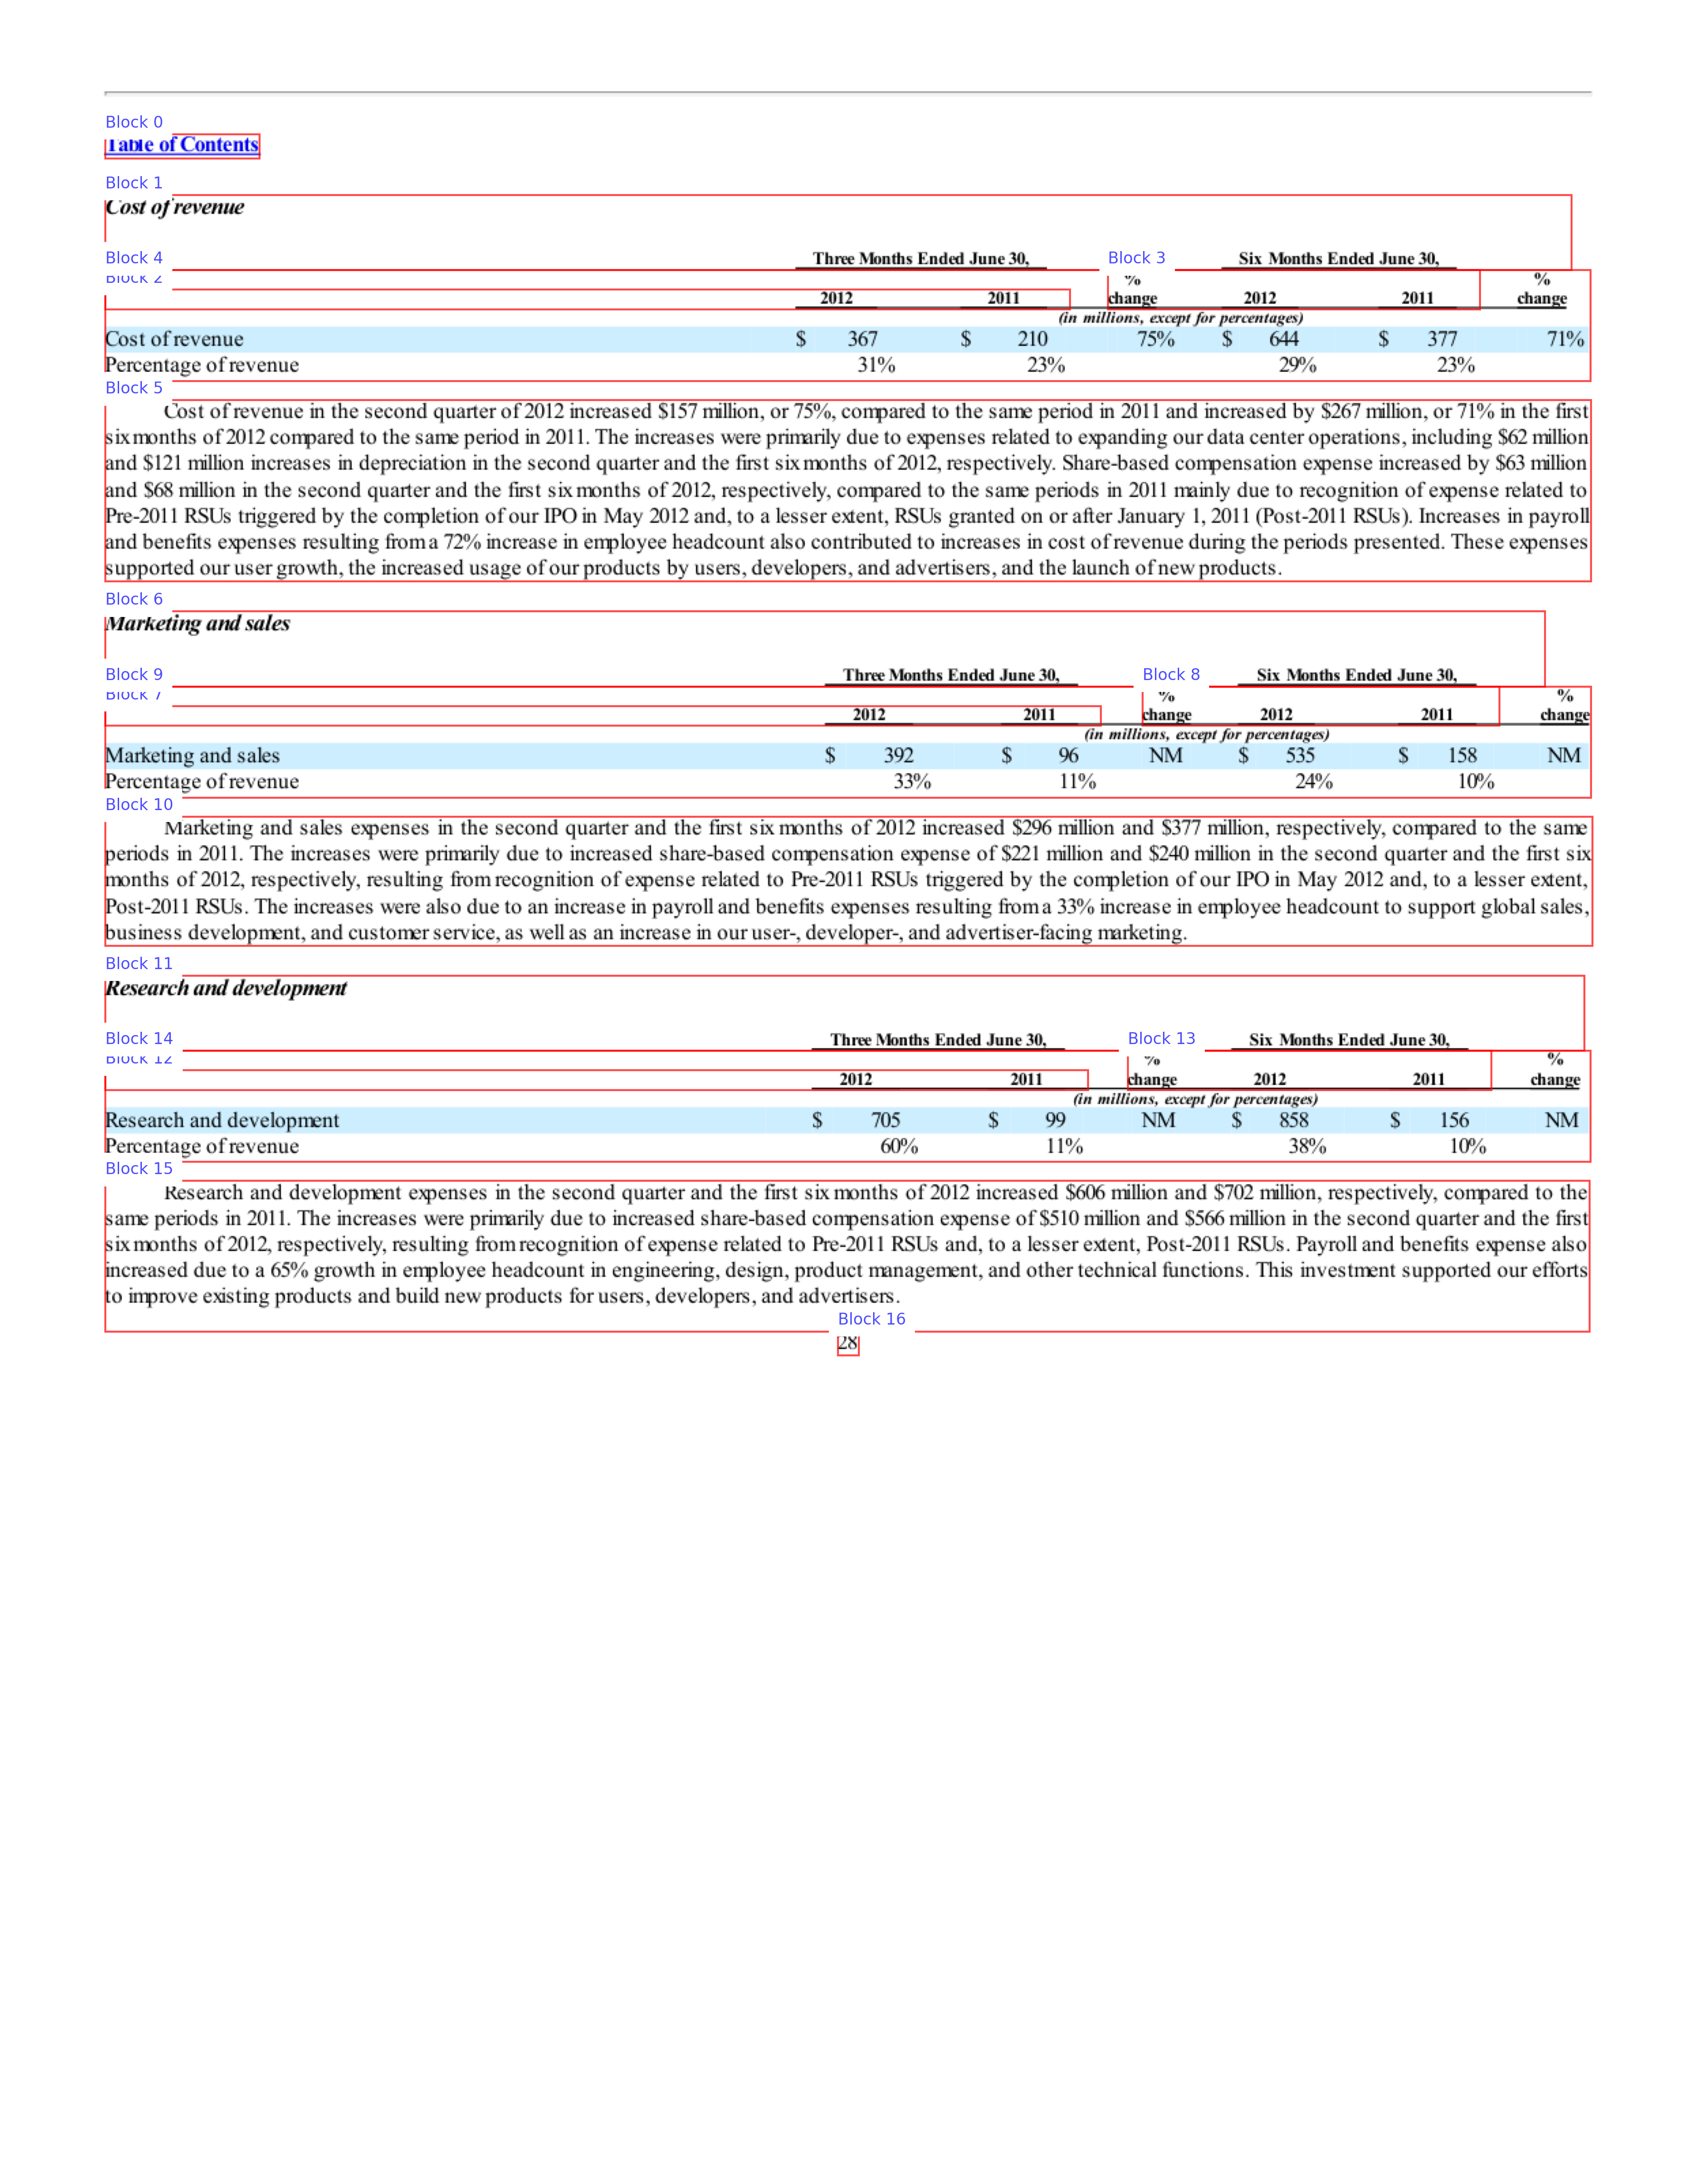 Block 0
Table of Contents
Block 1
Cost of revenue
Block 4 Three Months Ended June 30, Block 3 Six Months Ended June 30,
Block 2 % %
2012 2011 change 2012 2011 change
(in millions, except for percentages)
Cost of revenue $ 367 $ 210 75% $ 644 $ 377 71%
Percentage of revenue 31% 23% 29% 23%
Block 5
Cost of revenue in the second quarter of 2012 increased $157 million, or 75%, compared to the same period in 2011 and increased by $267 million, or 71% in the first
six months of 2012 compared to the same period in 2011. The increases were primarily due to expenses related to expanding our data center operations, including $62 million
and $121 million increases in depreciation in the second quarter and the first six months of 2012, respectively. Share-based compensation expense increased by $63 million
and $68 million in the second quarter and the first six months of 2012, respectively, compared to the same periods in 2011 mainly due to recognition of expense related to
Pre-2011 RSUs triggered by the completion of our IPO in May 2012 and, to a lesser extent, RSUs granted on or after January 1, 2011 (Post-2011 RSUs). Increases in payroll
and benefits expenses resulting from a 72% increase in employee headcount also contributed to increases in cost of revenue during the periods presented. These expenses
supported our user growth, the increased usage of our products by users, developers, and advertisers, and the launch of new products.
Block 6
Marketing and sales
Block 9 Three Months Ended June 30, Block 8 Six Months Ended June 30,
Block 7 % %
2012 2011 change 2012 2011 change
(in millions, except for percentages)
Marketing and sales $ 392 $ 96 NM $ 535 $ 158 NM
Percentage of revenue 33% 11% 24% 10%
Block 10
Marketing and sales expenses in the second quarter and the first six months of 2012 increased $296 million and $377 million, respectively, compared to the same
periods in 2011. The increases were primarily due to increased share-based compensation expense of $221 million and $240 million in the second quarter and the first six
months of 2012, respectively, resulting from recognition of expense related to Pre-2011 RSUs triggered by the completion of our IPO in May 2012 and, to a lesser extent,
Post-2011 RSUs. The increases were also due to an increase in payroll and benefits expenses resulting from a 33% increase in employee headcount to support global sales,
business development, and customer service, as well as an increase in our user-, developer-, and advertiser-facing marketing.
Block 11
Research and development
Block 14 Three Months Ended June 30, Block 13 Six Months Ended June 30,
Block 12 % %
2012 2011 change 2012 2011 change
(in millions, except for percentages)
Research and development $ 705 $ 99 NM $ 858 $ 156 NM
Percentage of revenue 60% 11% 38% 10%
Block 15
Research and development expenses in the second quarter and the first six months of 2012 increased $606 million and $702 million, respectively, compared to the
same periods in 2011. The increases were primarily due to increased share-based compensation expense of $510 million and $566 million in the second quarter and the first
six months of 2012, respectively, resulting from recognition of expense related to Pre-2011 RSUs and, to a lesser extent, Post-2011 RSUs. Payroll and benefits expense also
increased due to a 65% growth in employee headcount in engineering, design, product management, and other technical functions. This investment supported our efforts
to improve existing products and build new products for users, developers, and advertisers.
Block 16
28